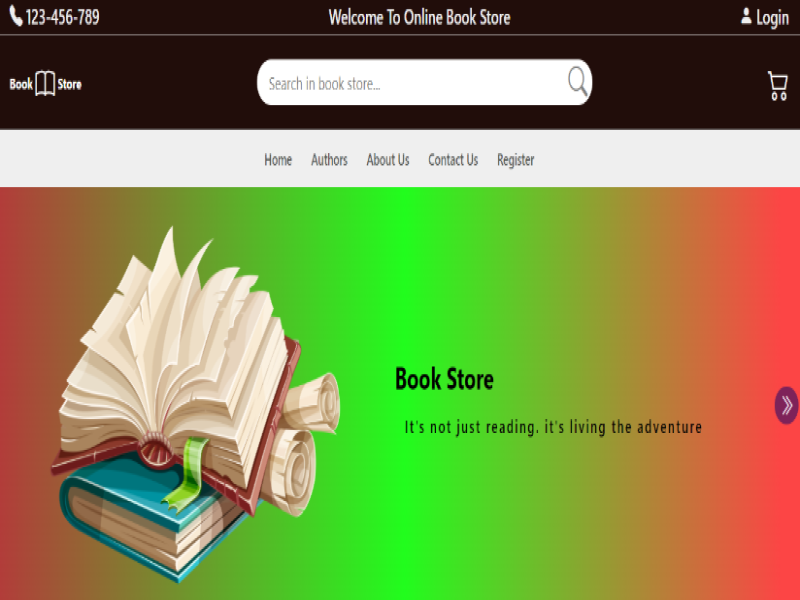 123-456-789 Welcome To Online Book Store Login
Book Store
Search in book store...
Home Authors About Us Contact Us Register
Book Store
It's not just reading. it's living the adventure